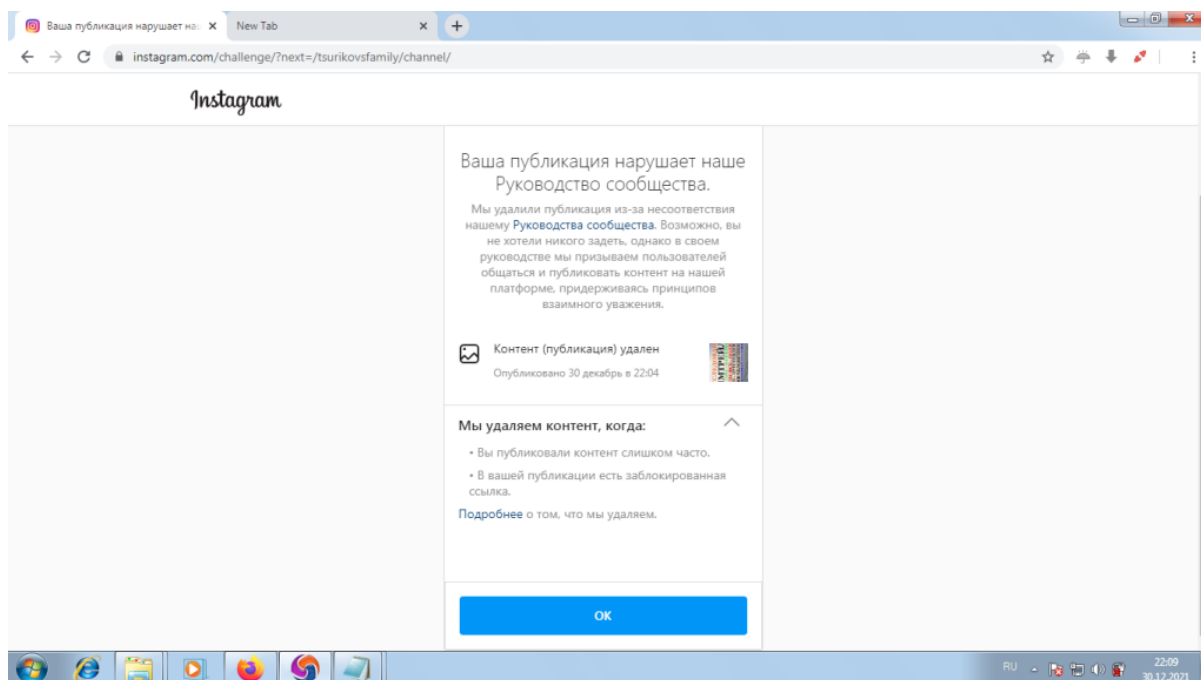 Ваша публикация нарушает на
New Tab
instagram.com/challenge/?next=/tsurikovsfamily/channel/
Instagram
Ваша публикация нарушает наше
Руководство сообщества.
Мы удалили публикация из-за несоответствия
нашему Руководства сообщества. Возможно, вы
не хотели никого задеть, однако в своем
руководстве мы призываем пользователей
общаться и публиковать контент на нашей
платформе, придерживаясь принципов
взаимного уважения.
Контент (публикация) удален
Опубликовано 30 декабрь в 22:04
Мы удаляем контент, когда:
• Вы публиковали контент слишком часто.
• В вашей публикации есть заблокированная
ссылка.
Подробнее о том, что мы удаляем.
ОК
RU
22:09
30.12.2021